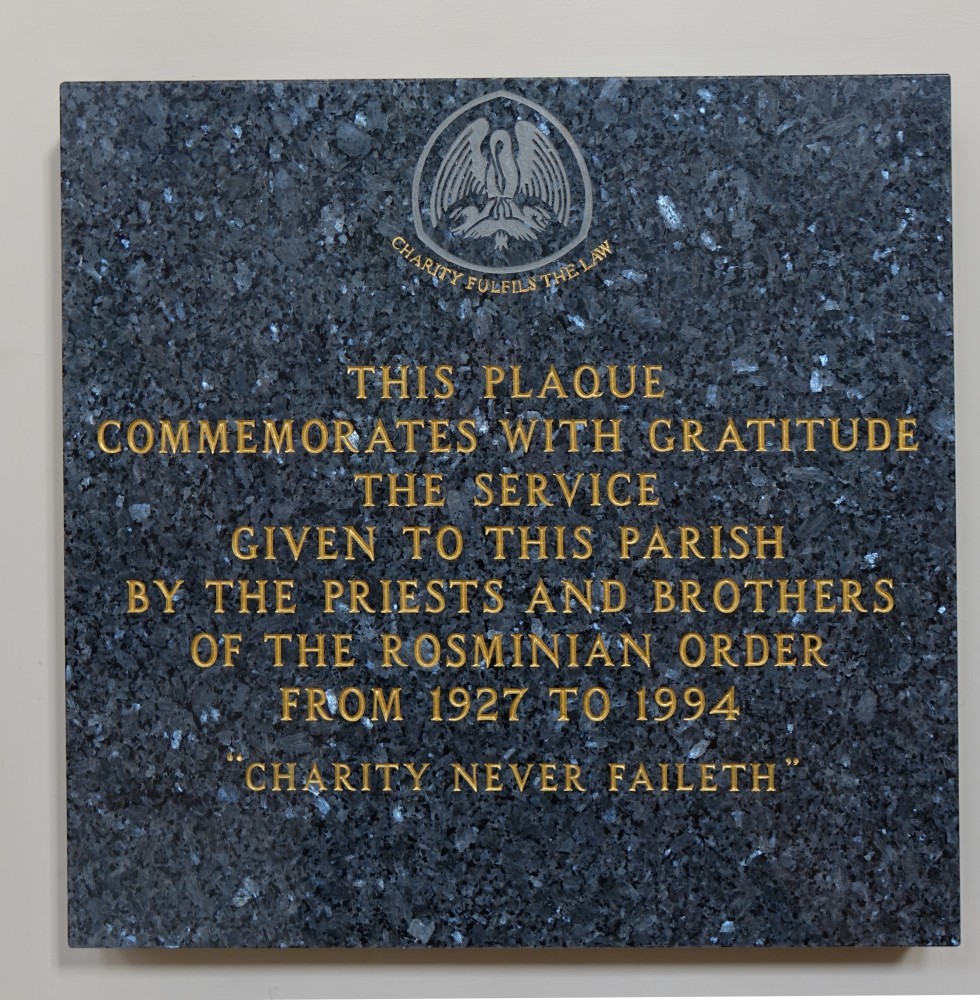 CHARITY FULFILS THE LAW
THIS PLAQUE
COMMEMORATES WITH GRATITUDE
THE SERVICE
GIVEN TO THIS PARISH
BY THE PRIESTS AND BROTHERS
OF THE ROSMINIAN ORDER
FROM 1927 TO 1994
“CHARITY NEVER FAILETH”